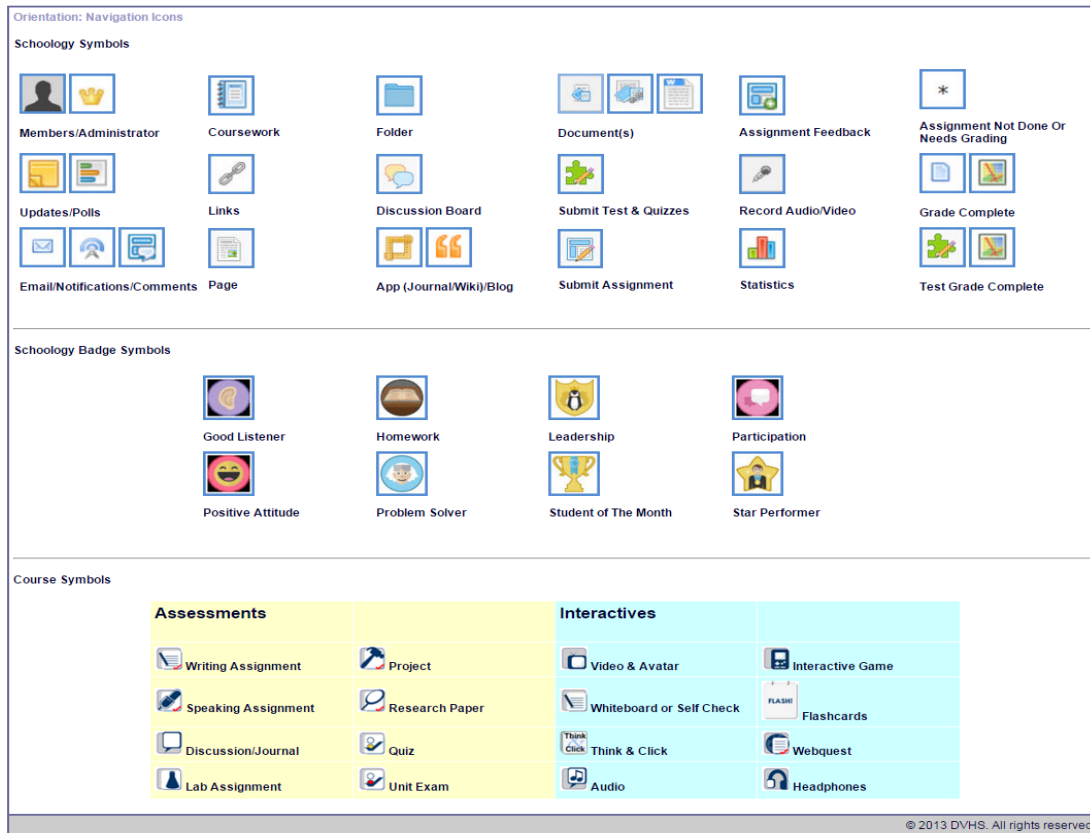 Orientation: Navigation Icons
Schoology Symbols
*
Members/Administrator
Coursework
Folder
Document(s)
Assignment Feedback
Assignment Not Done Or
Needs Grading
Updates/Polls
Links
Discussion Board
Submit Test & Quizzes
Record Audio/Video
Grade Complete
Email/Notifications/Comments
Page
App (Journal/Wiki)/Blog
Submit Assignment
Statistics
Test Grade Complete
Schoology Badge Symbols
Good Listener
Homework
Leadership
Participation
Positive Attitude
Problem Solver
Student of The Month
Star Performer
Course Symbols
Assessments
Interactives
Writing Assignment
Project
Video & Avatar
Interactive Game
Speaking Assignment
Research Paper
Whiteboard or Self Check
FLASH!
Flashcards
Discussion/Journal
Quiz
Think
&
Click
Think & Click
Webquest
Lab Assignment
Unit Exam
Audio
Headphones
© 2013 DVHS. All rights reserved